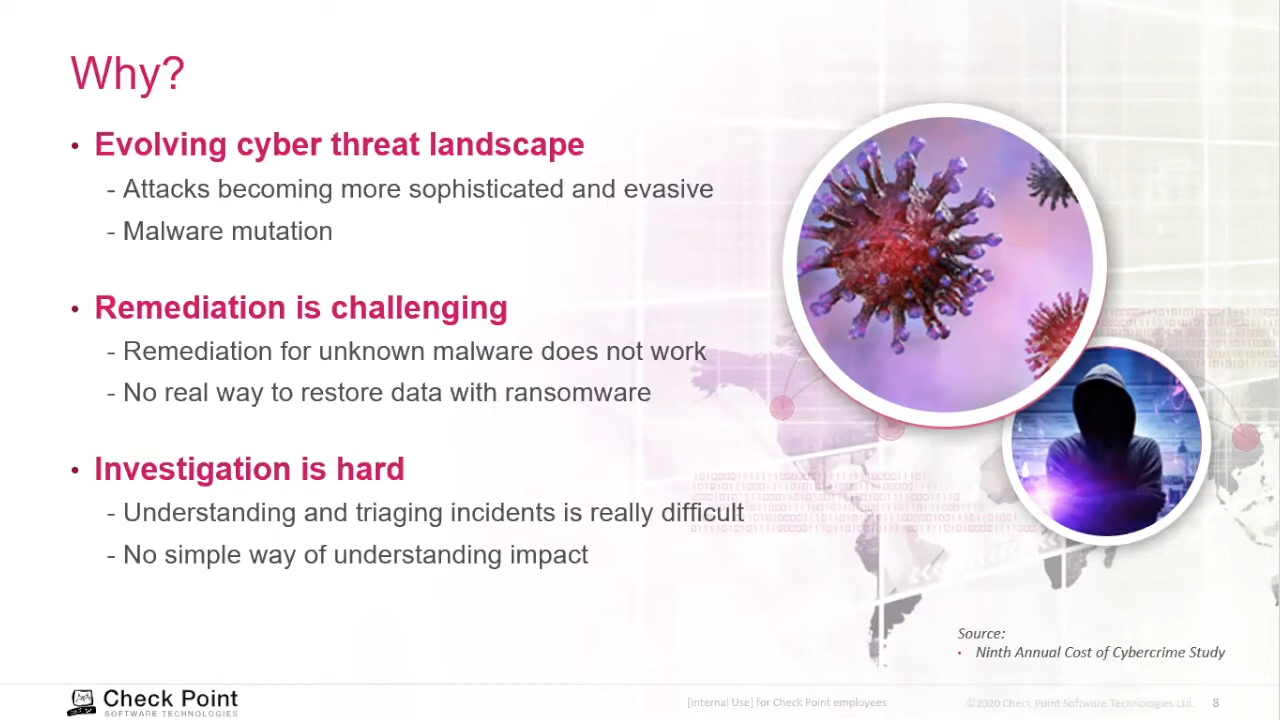 Why?
• Evolving cyber threat landscape
- Attacks becoming more sophisticated and evasive
- Malware mutation
• Remediation is challenging
- Remediation for unknown malware does not work
- No real way to restore data with ransomware
• Investigation is hard
- Understanding and triaging incidents is really difficult
- No simple way of understanding impact
Source:
• Ninth Annual Cost of Cybercrime Study
Check Point
SOFTWARE TECHNOLOGIES
[Internal Use] for Check Point employees
©2020 Check Point Software Technologies Ltd.
8